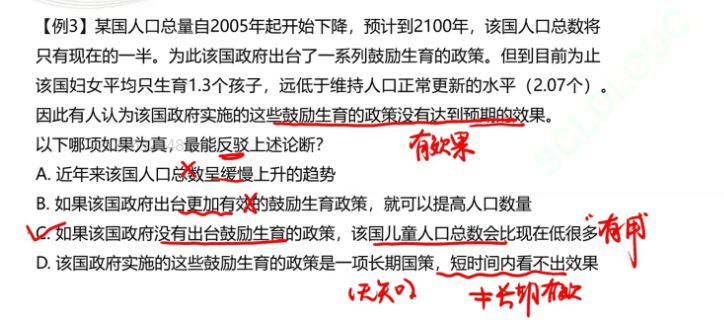 【例3】某国人口总量自2005年起开始下降，预计到2100年，该国人口总数将
只有现在的一半。为此该国政府出台了一系列鼓励生育的政策。但到目前为止
该国妇女平均只生育1.3个孩子，远低于维持人口正常更新的水平（2.07个）。
因此有人认为该国政府实施的这些鼓励生育的政策没有达到预期的效果。
以下哪项如果为真，最能反驳上述论断？
有效果
A. 近年来该国人口总数呈缓慢上升的趋势
B. 如果该国政府出台更加有效的鼓励生育政策，就可以提高人口数量
C. 如果该国政府没有出台鼓励生育的政策，该国儿童人口总数会比现在低很多
"有用"
D. 该国政府实施的这些鼓励生育的政策是一项长期国策，短时间内看不出效果
≠长期有效